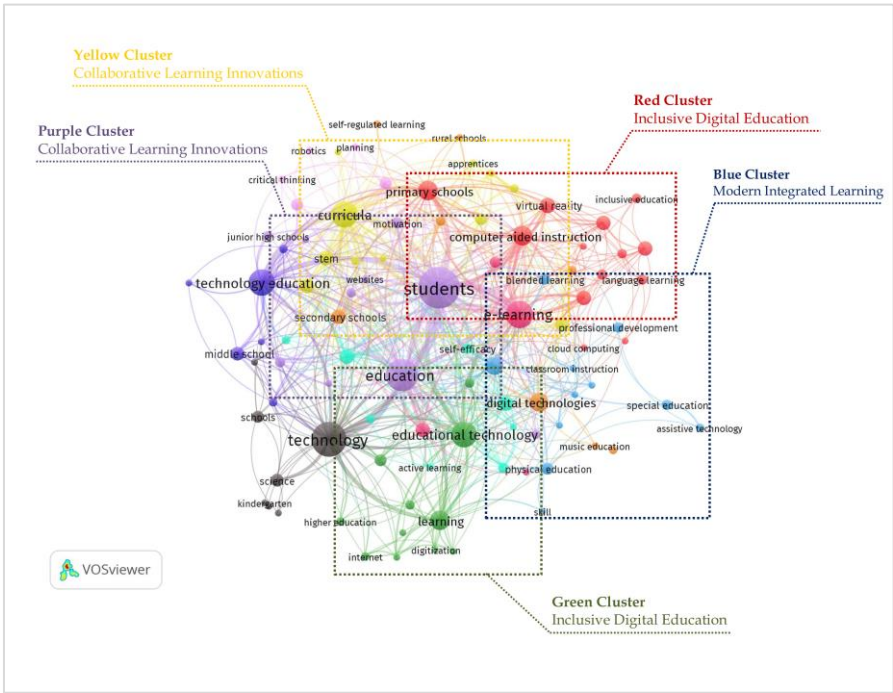 Yellow Cluster
Collaborative Learning Innovations
Red Cluster
Inclusive Digital Education
Purple Cluster
Collaborative Learning Innovations
Blue Cluster
Modern Integrated Learning
self-regulated learning
rural schools
robotics
planning
apprentices
critical thinking
primary schools
inclusive education
virtual reality
curricula
motivation
junior high schools
computer aided instruction
stem
technology education
websites
students
blended learning
language learning
secondary schools
e-learning
professional development
middle school
self-efficacy
cloud computing
classroom instruction
education
digital technologies
special education
schools
technology
educational technology
assistive technology
music education
active learning
physical education
science
kindergarten
higher education
learning
skill
internet
digitization
VOSviewer
Green Cluster
Inclusive Digital Education